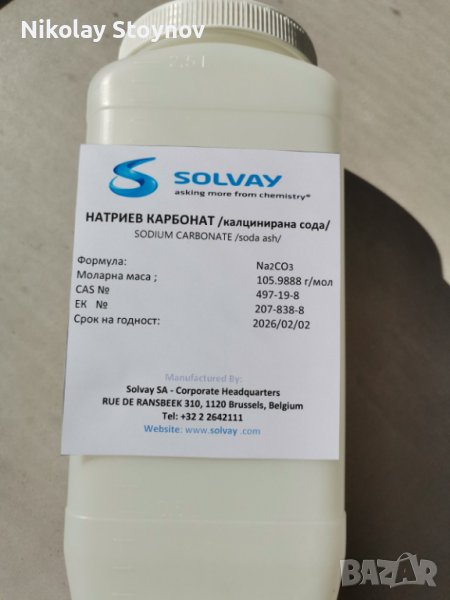 Nikolay Stoynov
2.5 l
SOLVAY
asking more from chemistry®
НАТРИЕВ КАРБОНАТ /калцинирана сода/
SODIUM CARBONATE /soda ash/
Формула: Na2CO3
Моларна маса ; 105.9888 г/мол
CAS № 497-19-8
ЕК № 207-838-8
Срок на годност: 2026/02/02
Manufactured By:
Solvay SA - Corporate Headquarters
RUE DE RANSBEEK 310, 1120 Brussels, Belgium
Tel: +32 2 2642111
Website: www.solvay .com
BAZAR